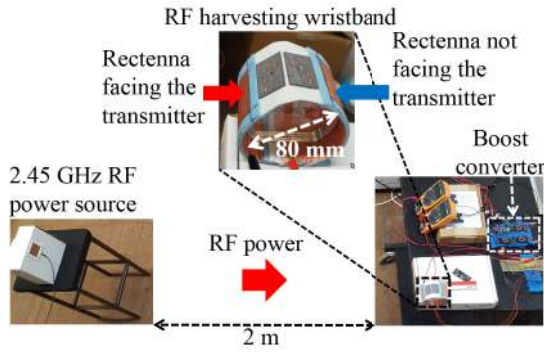 RF harvesting wristband
Rectenna
facing the
transmitter
Rectenna not
facing the
transmitter
80 mm
Boost
converter
2.45 GHz RF
power source
RF power
2 m